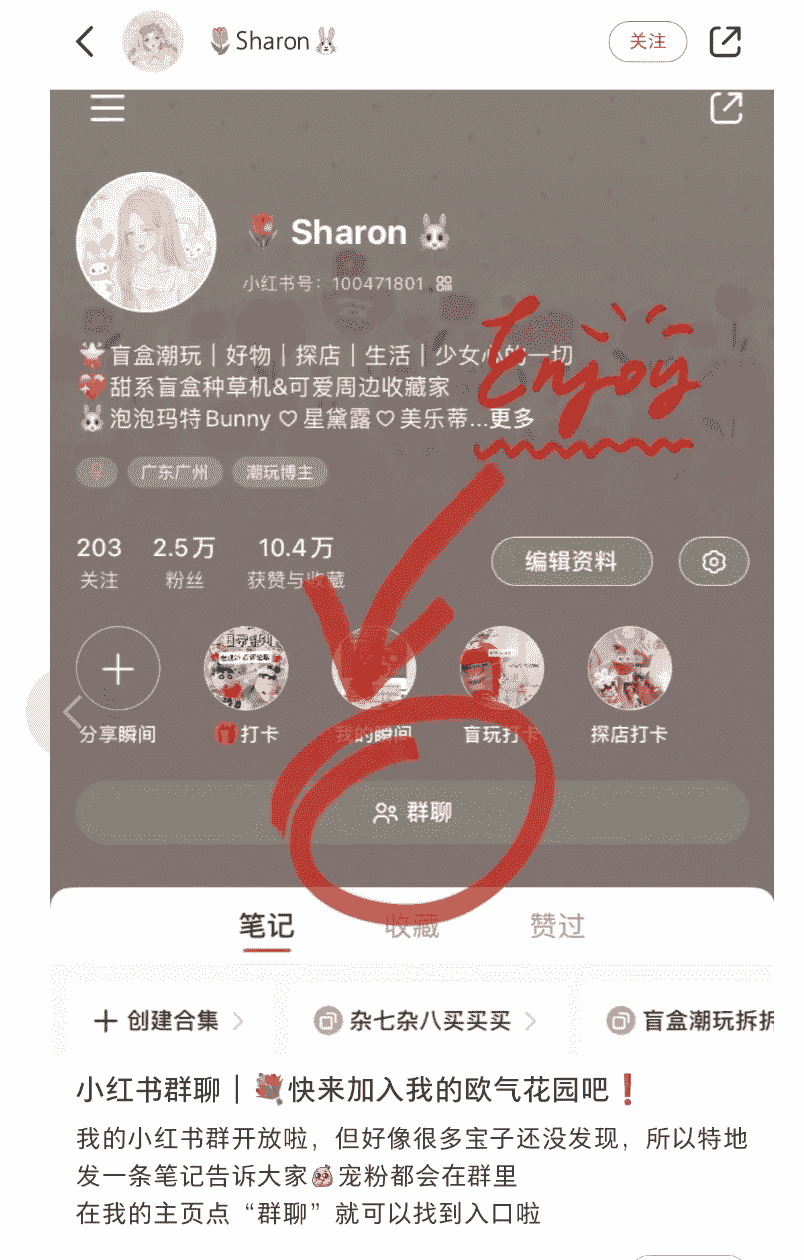 🌷Sharon🐰
关注
🌹 Sharon 🐰
小红书号：100471801
盲盒潮玩｜好物｜探店｜生活｜少女心的一切
甜系盲盒种草机&可爱周边收藏家
🐰泡泡玛特Bunny ♡ 星黛露♡ 美乐蒂...更多
Enjoy
广东广州
潮玩博主
203 2.5万 10.4万
关注 粉丝 获赞与收藏
编辑资料
分享瞬间 🎁打卡 我的瞬间 盲玩打卡 探店打卡
群聊
笔记 收藏 赞过
创建合集 杂七杂八买买买 盲盒潮玩拆拆
小红书群聊｜🌹快来加入我的欧气花园吧❗
我的小红书群开放啦，但好像很多宝子还没发现，所以特地
发一条笔记告诉大家宠粉都会在群里
在我的主页点“群聊”就可以找到入口啦